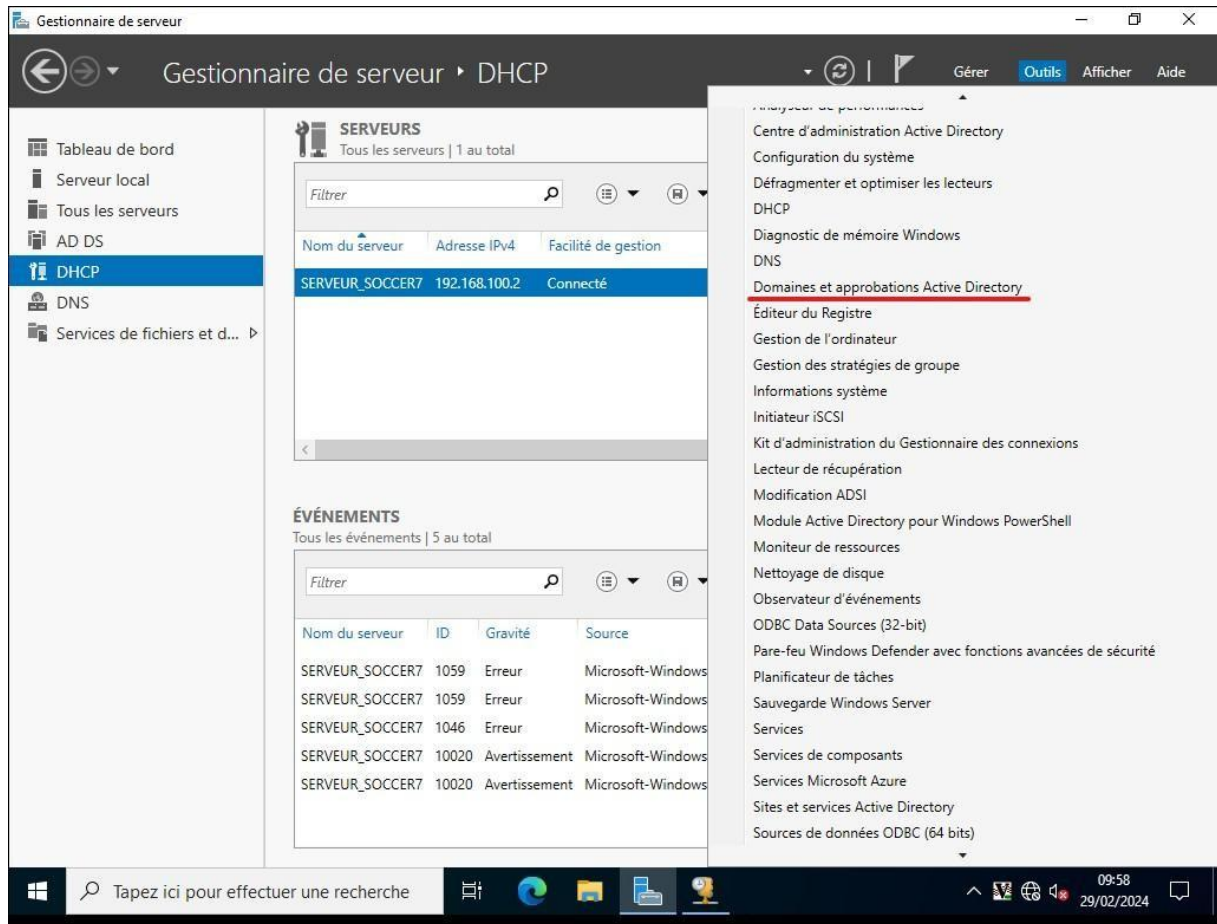 Gestionnaire de serveur
Gestionnaire de serveur ‣ DHCP
Gérer Outils Afficher Aide
Tableau de bord
Serveur local
Tous les serveurs
AD DS
DHCP
DNS
Services de fichiers et d...
SERVEURS
Tous les serveurs | 1 au total
Filtrer
Nom du serveur Adresse IPv4 Facilité de gestion
SERVEUR_SOCCER7 192.168.100.2 Connecté
ÉVÉNEMENTS
Tous les événements | 5 au total
Filtrer
Nom du serveur ID Gravité Source
SERVEUR_SOCCER7 1059 Erreur Microsoft-Windows
SERVEUR_SOCCER7 1059 Erreur Microsoft-Windows
SERVEUR_SOCCER7 1046 Erreur Microsoft-Windows
SERVEUR_SOCCER7 10020 Avertissement Microsoft-Windows
SERVEUR_SOCCER7 10020 Avertissement Microsoft-Windows
Analyseur de performances
Centre d'administration Active Directory
Configuration du système
Défragmenter et optimiser les lecteurs
DHCP
Diagnostic de mémoire Windows
DNS
Domaines et approbations Active Directory
Éditeur du Registre
Gestion de l'ordinateur
Gestion des stratégies de groupe
Informations système
Initiateur iSCSI
Kit d'administration du Gestionnaire des connexions
Lecteur de récupération
Modification ADSI
Module Active Directory pour Windows PowerShell
Moniteur de ressources
Nettoyage de disque
Observateur d'événements
ODBC Data Sources (32-bit)
Pare-feu Windows Defender avec fonctions avancées de sécurité
Planificateur de tâches
Sauvegarde Windows Server
Services
Services de composants
Services Microsoft Azure
Sites et services Active Directory
Sources de données ODBC (64 bits)
Tapez ici pour effectuer une recherche
09:58
29/02/2024